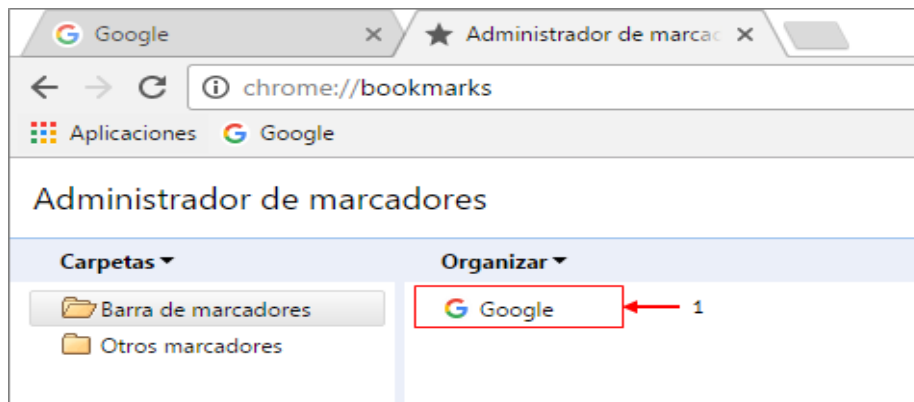 Google
Administrador de marcac
chrome://bookmarks
Aplicaciones Google
Administrador de marcadores
Carpetas Organizar
Barra de marcadores Google 1
Otros marcadores